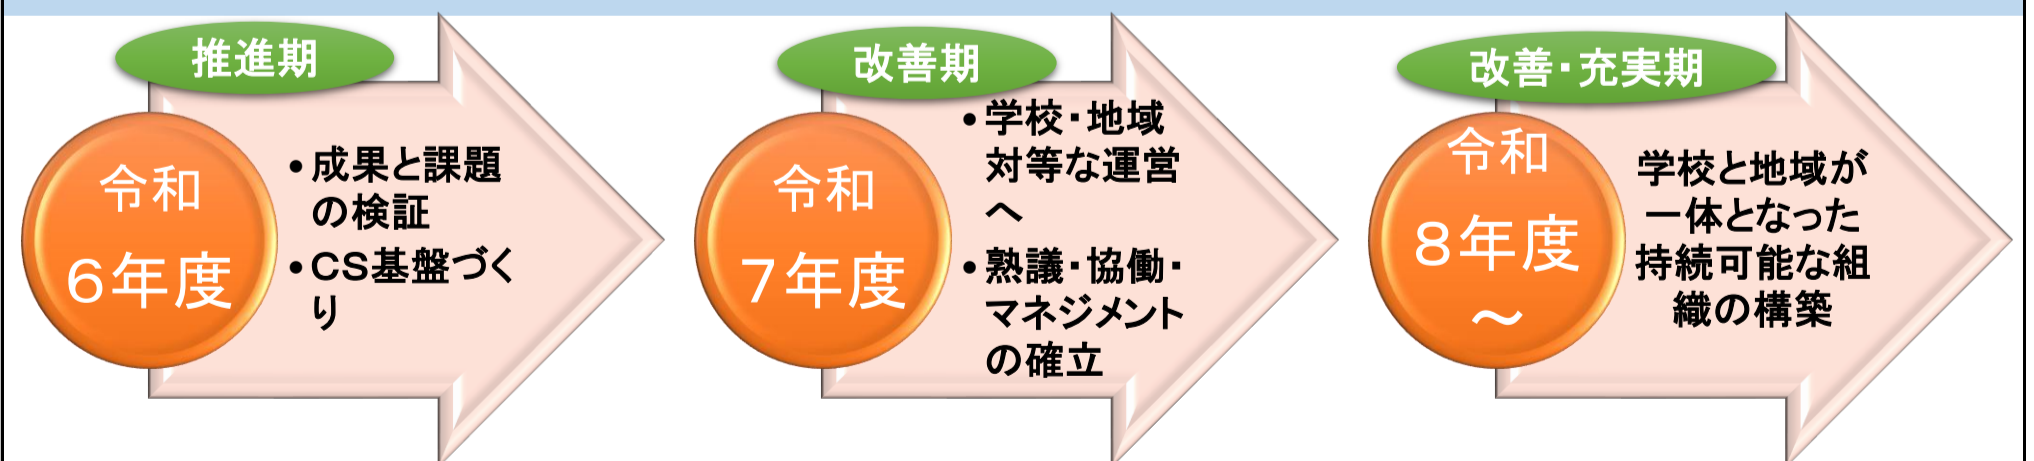 推進期
令和
６年度
•成果と課題
の検証
•CS基盤づく
り
改善期
令和
７年度
•学校・地域
対等な運営
へ
•熟議・協働・
マネジメント
の確立
改善・充実期
令和
８年度
～
学校と地域が
一体となった
持続可能な組
織の構築